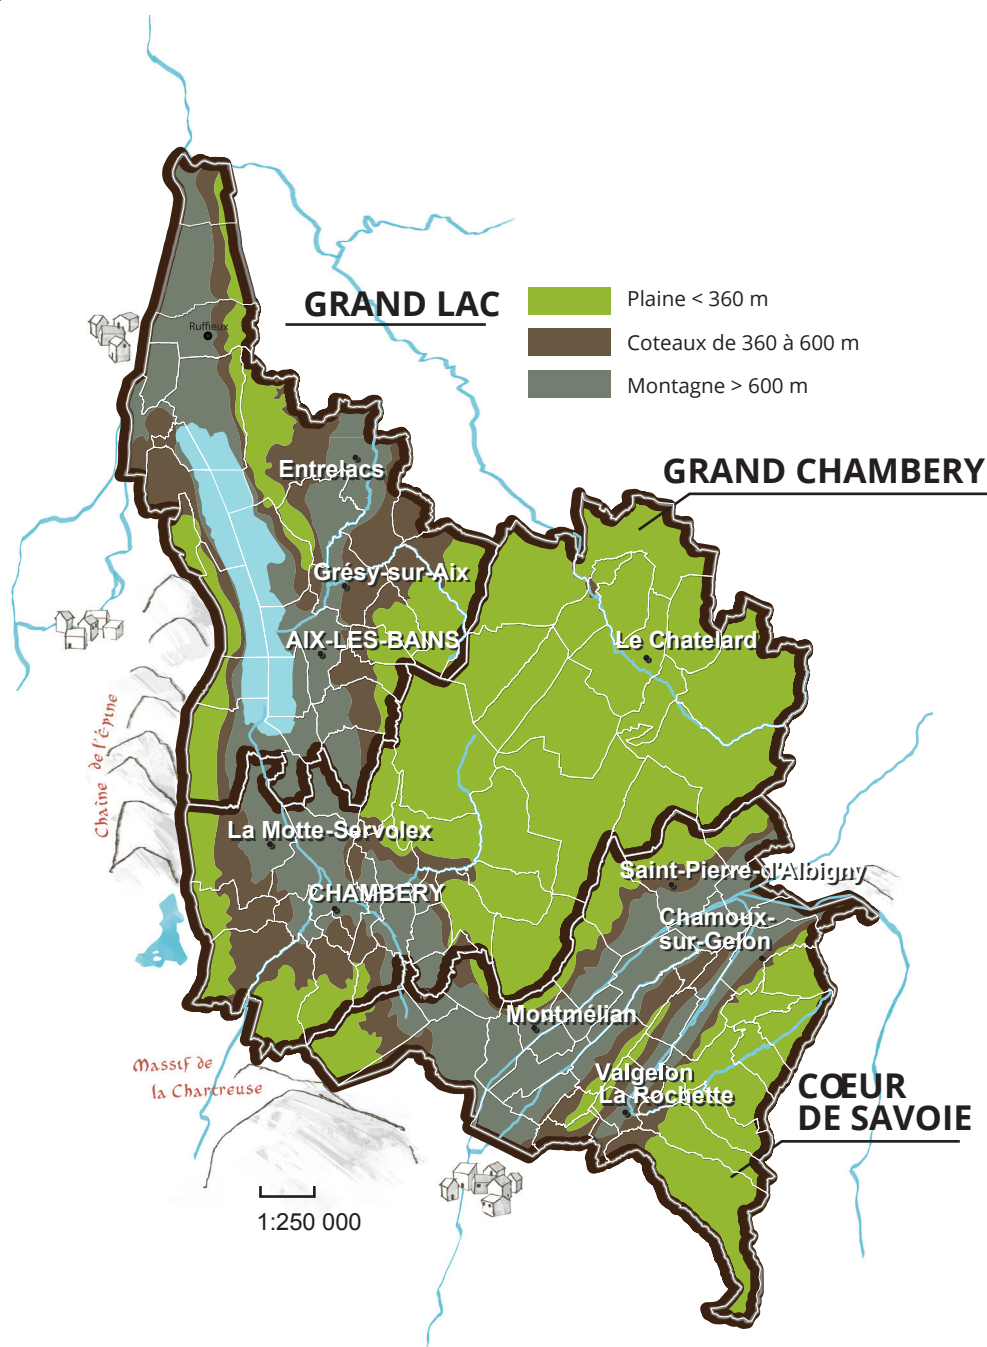 GRAND LAC
Plaine < 360 m
Coteaux de 360 à 600 m
Montagne > 600 m
Ruffieux
GRAND CHAMBERY
Entrelacs
Grésy-sur-Aix
AIX-LES-BAINS
Le Chatelard
Chaîne de l'Épine
La Motte-Servolex
CHAMBERY
Saint-Pierre-d'Albigny
Chamoux-
sur-Gelon
Montmélian
Massif de
la Chartreuse
Valgelon
La Rochette
CŒUR
DE SAVOIE
1:250 000